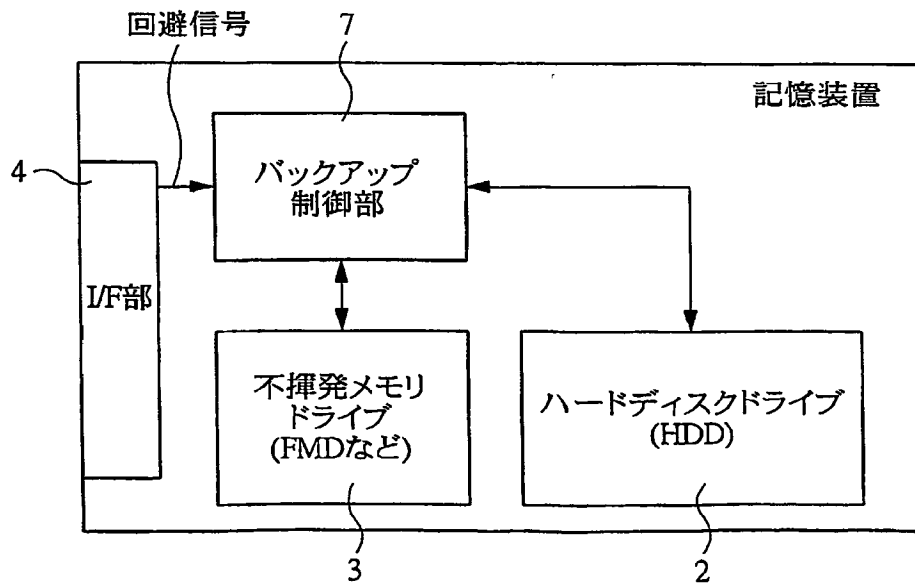 回避信号
7
記憶装置
4
バックアップ
制御部
I/F部
不揮発メモリ
ドライブ
(FMDなど)
ハードディスクドライブ
(HDD)
3
2